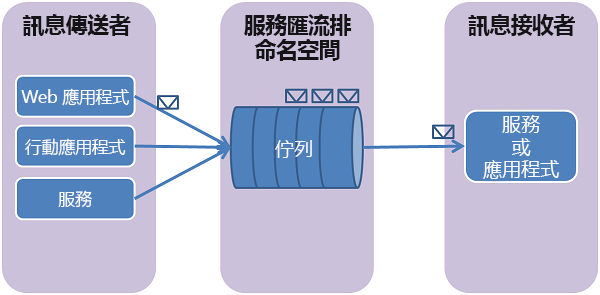 訊息傳送者
Web 應用程式
行動應用程式
服務
服務匯流排
命名空間
佇列
訊息接收者
服務
或
應用程式